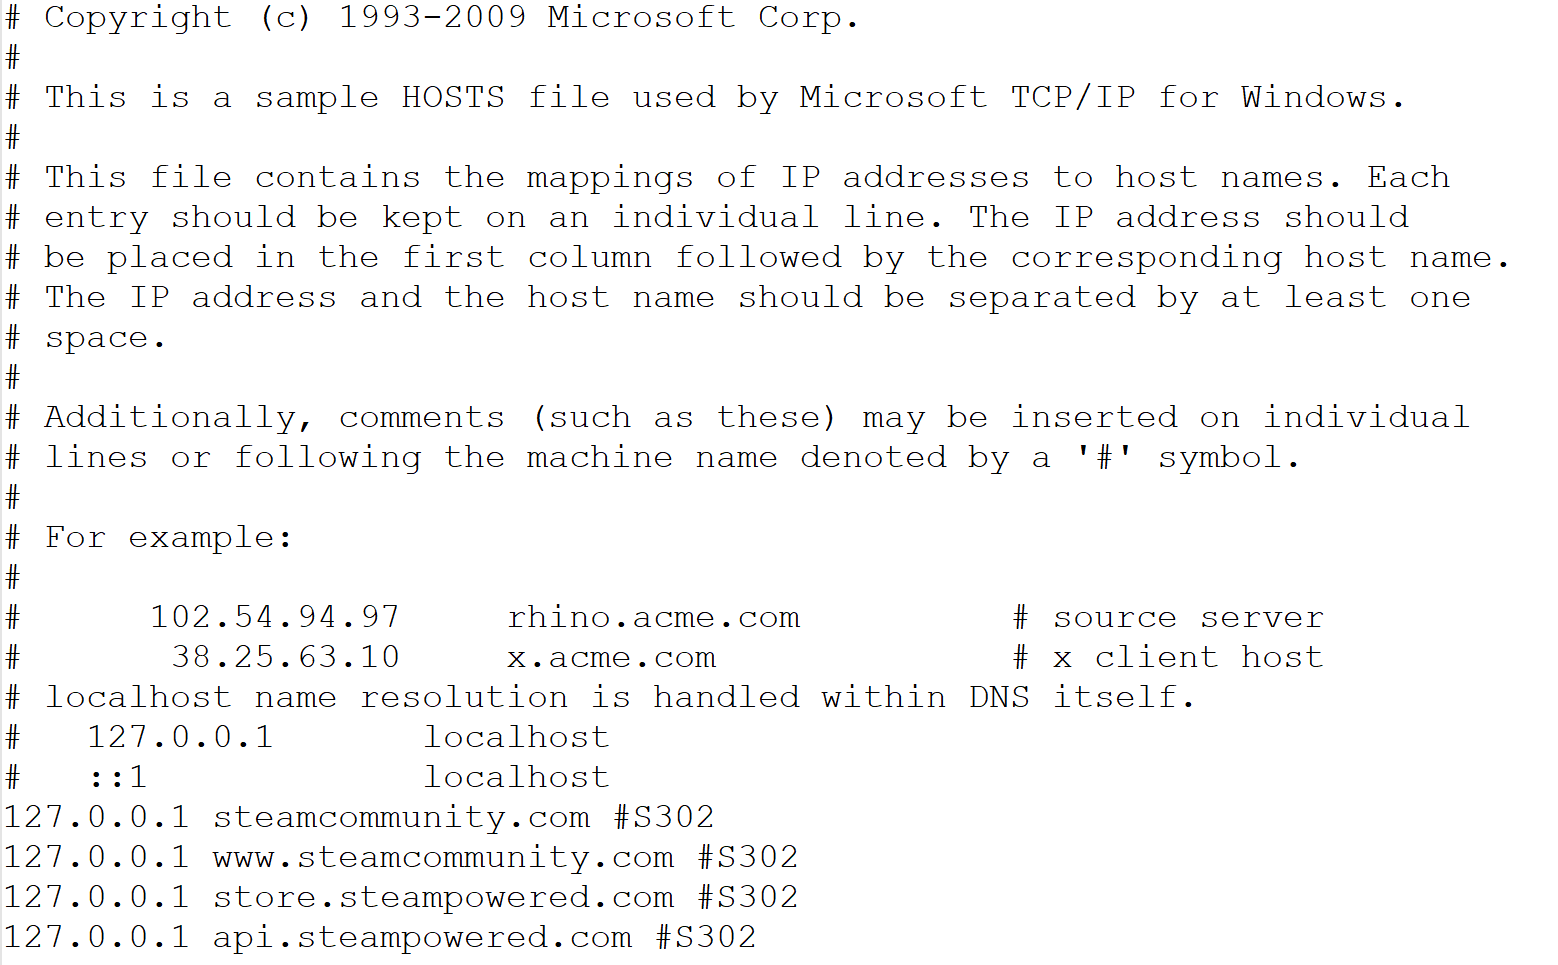 # Copyright (c) 1993-2009 Microsoft Corp.
#
# This is a sample HOSTS file used by Microsoft TCP/IP for Windows.
#
# This file contains the mappings of IP addresses to host names. Each
# entry should be kept on an individual line. The IP address should
# be placed in the first column followed by the corresponding host name.
# The IP address and the host name should be separated by at least one
# space.
#
# Additionally, comments (such as these) may be inserted on individual
# lines or following the machine name denoted by a '#' symbol.
#
# For example:
#
#      102.54.94.97     rhino.acme.com          # source server
#       38.25.63.10     x.acme.com              # x client host
# localhost name resolution is handled within DNS itself.
#   127.0.0.1       localhost
#   ::1             localhost
127.0.0.1 steamcommunity.com #S302
127.0.0.1 www.steamcommunity.com #S302
127.0.0.1 store.steampowered.com #S302
127.0.0.1 api.steampowered.com #S302